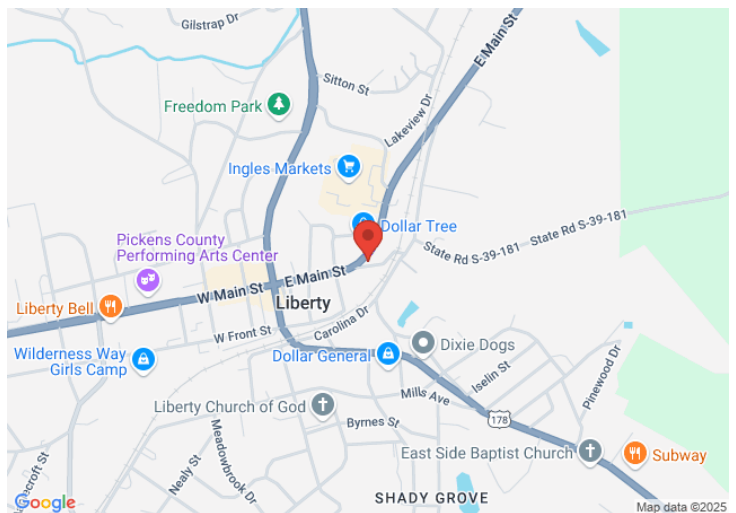 Gilstrap Dr
E Main St
Sitton St
Freedom Park
Lakeview Dr
Ingles Markets
Dollar Tree
State Rd S-39-181
State Rd S-39-181
Pickens County
Performing Arts Center
E Main St
W Main St
Liberty Bell
Liberty
Carolina Dr
W Front St
Wilderness Way
Girls Camp
Dollar General
Dixie Dogs
Iselin St
Pinewood Dr
Mills Ave
Liberty Church of God
178
Byrnes St
Meadowbrook Dr
East Side Baptist Church
Subway
Nealy St
SHADY GROVE
Google
Map data ©2025